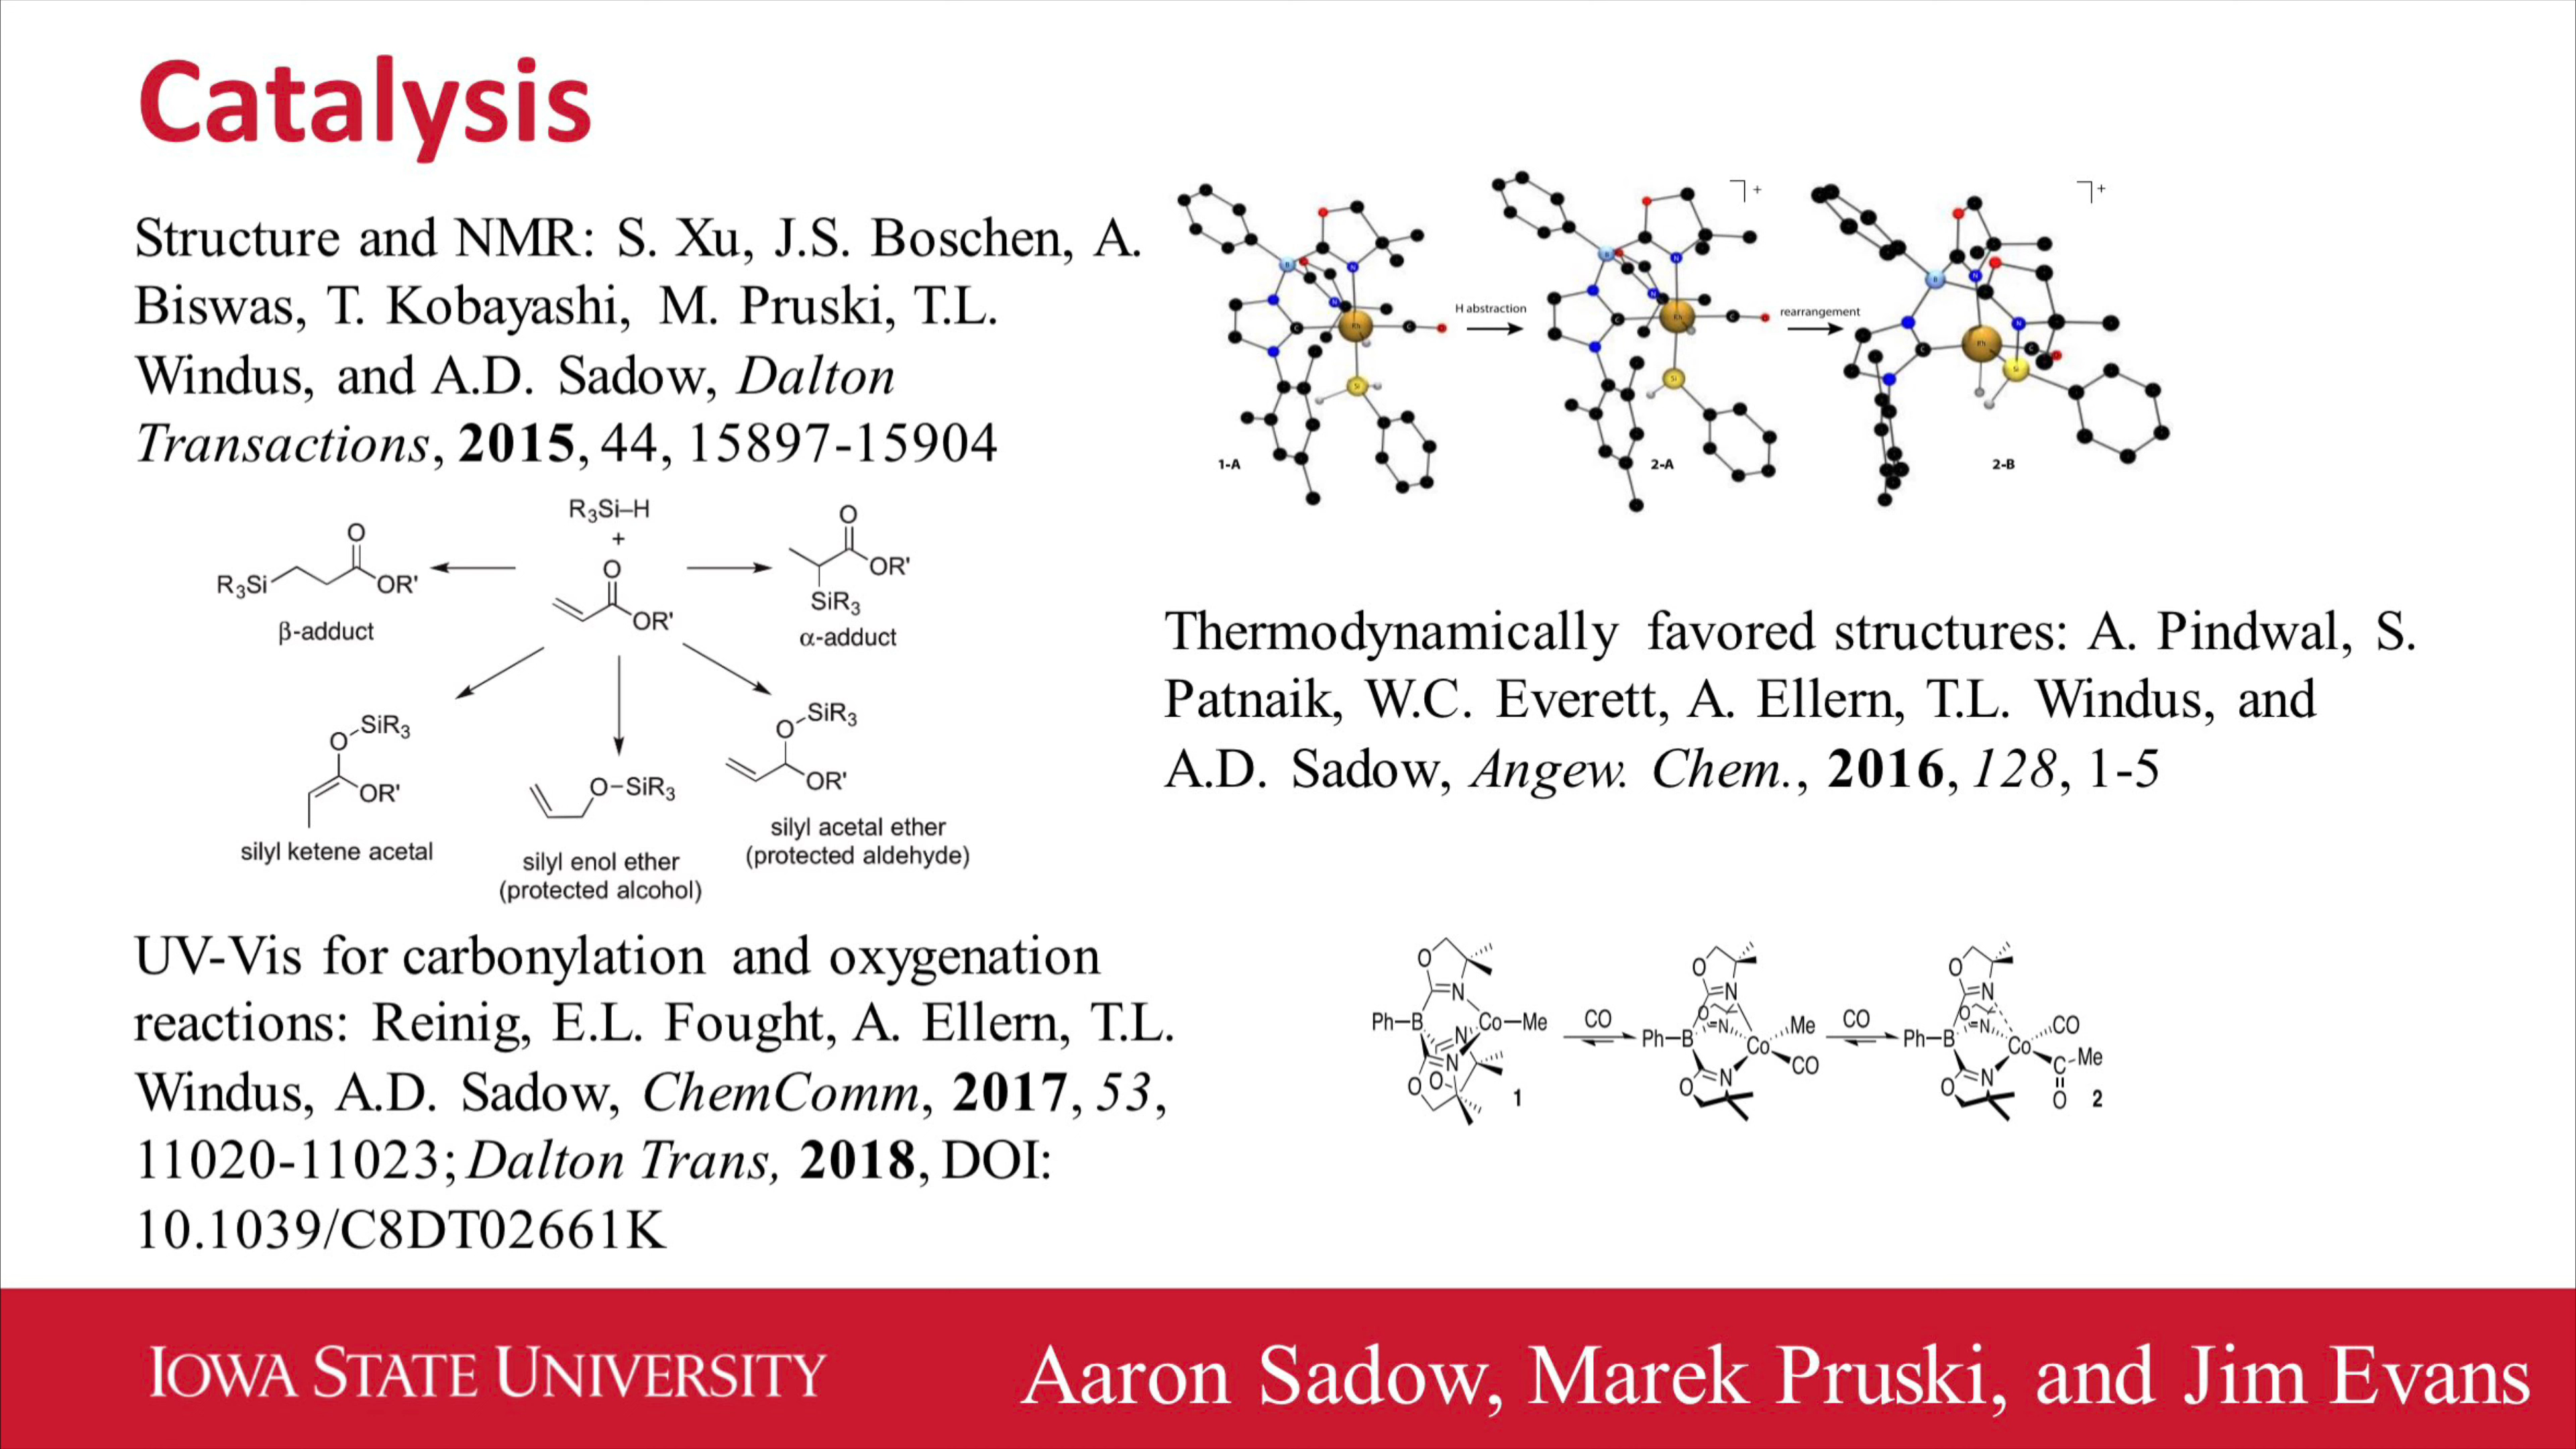 Catalysis
Structure and NMR: S. Xu, J.S. Boschen, A.
Biswas, T. Kobayashi, M. Pruski, T.L.
Windus, and A.D. Sadow, Dalton
Transactions, 2015, 44, 15897-15904
H abstraction
rearrangement
1-A
2-A
2-B
R₃Si–H
+
R₃Si
O
OR'
β-adduct
O
OR'
O
OR'
SiR₃
α-adduct
SiR₃
O
OR'
silyl ketene acetal
O–SiR₃
silyl enol ether
(protected alcohol)
SiR₃
O
OR'
silyl acetal ether
(protected aldehyde)
Thermodynamically favored structures: A. Pindwal, S.
Patnaik, W.C. Everett, A. Ellern, T.L. Windus, and
A.D. Sadow, Angew. Chem., 2016, 128, 1-5
UV-Vis for carbonylation and oxygenation
reactions: Reinig, E.L. Fought, A. Ellern, T.L.
Windus, A.D. Sadow, ChemComm, 2017, 53,
11020-11023; Dalton Trans, 2018, DOI:
10.1039/C8DT02661K
Ph–B
Co–Me
1
CO
Ph–B
Co
Me
CO
CO
Ph–B
Co
CO
C–Me
O
2
IOWA STATE UNIVERSITY
Aaron Sadow, Marek Pruski, and Jim Evans